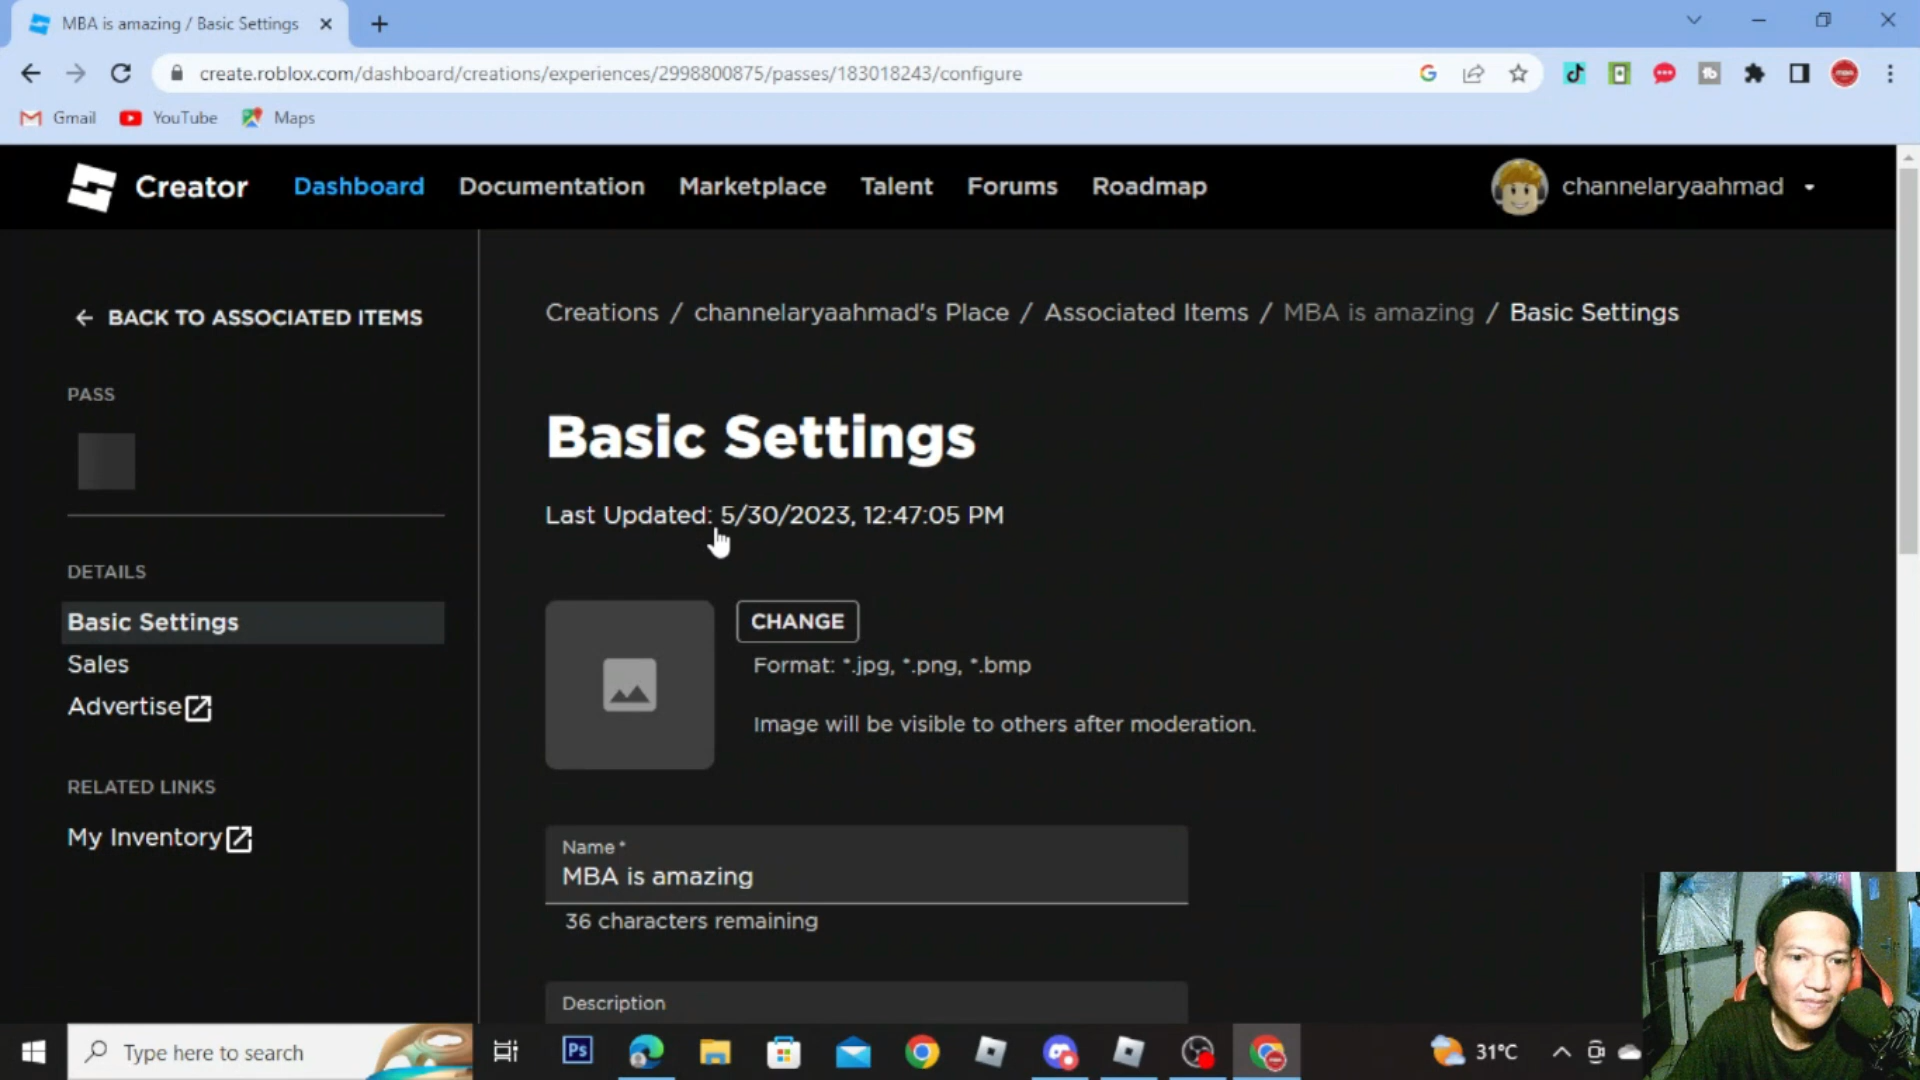 MBA is amazing / Basic Settings
create.roblox.com/dashboard/creations/experiences/2998800875/passes/183018243/configure
Gmail YouTube Maps
Creator Dashboard Documentation Marketplace Talent Forums Roadmap channelaryaahmad
BACK TO ASSOCIATED ITEMS
PASS
DETAILS
Basic Settings
Sales
Advertise
RELATED LINKS
My Inventory
Creations / channelaryaahmad's Place / Associated Items / MBA is amazing / Basic Settings
Basic Settings
Last Updated: 5/30/2023, 12:47:05 PM
CHANGE
Format: *.jpg, *.png, *.bmp
Image will be visible to others after moderation.
Name*
MBA is amazing
36 characters remaining
Description
Type here to search
Ps
31°C